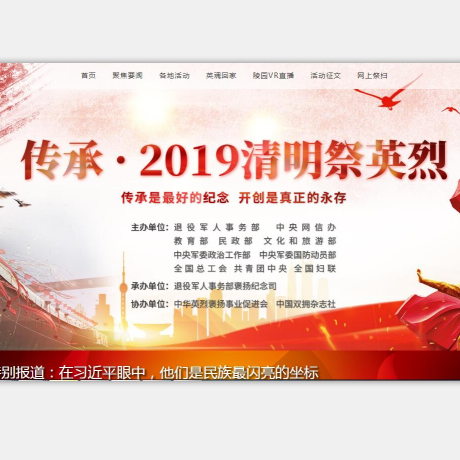 首页 聚焦要闻 各地活动 英魂回家 陵园VR直播 活动征文 网上祭扫
传承·2019清明祭英烈
传承是最好的纪念 开创是真正的永存
主办单位：退役军人事务部 中央网信办
教育部 民政部 文化和旅游部
中央军委政治工作部 中央军委国防动员部
全国总工会 共青团中央 全国妇联
承办单位：退役军人事务部褒扬纪念司
协办单位：中华英烈褒扬事业促进会 中国双拥杂志社
别报道：在习近平眼中，他们是民族最闪亮的坐标